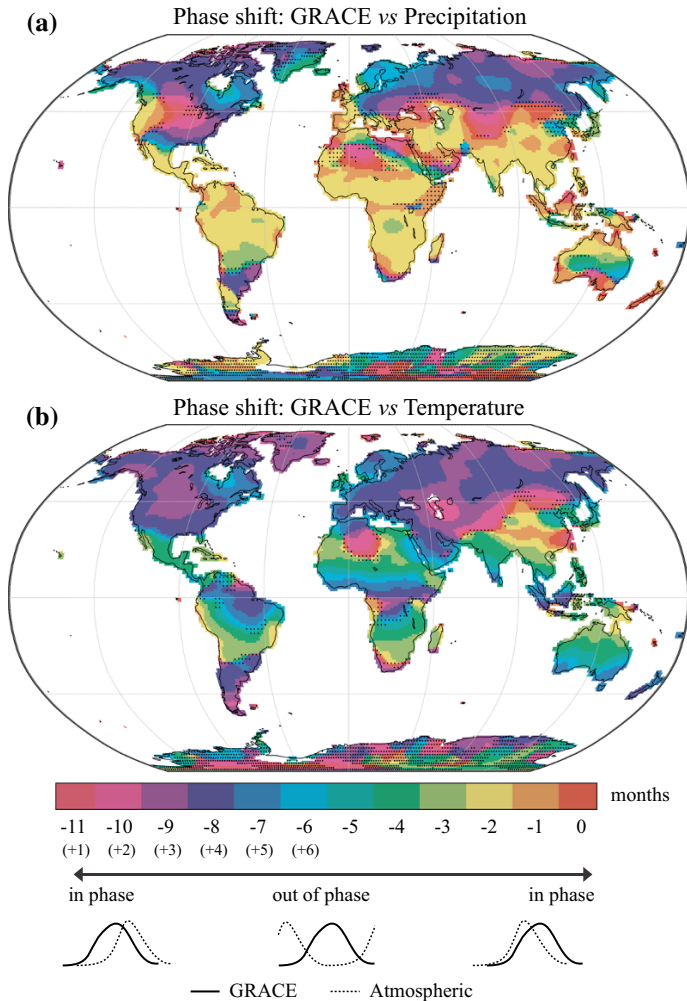 (a)
Phase shift: GRACE vs Precipitation
(b)
Phase shift: GRACE vs Temperature
months
-11 -10 -9 -8 -7 -6 -5 -4 -3 -2 -1 0
(+1) (+2) (+3) (+4) (+5) (+6)
in phase out of phase in phase
GRACE Atmospheric